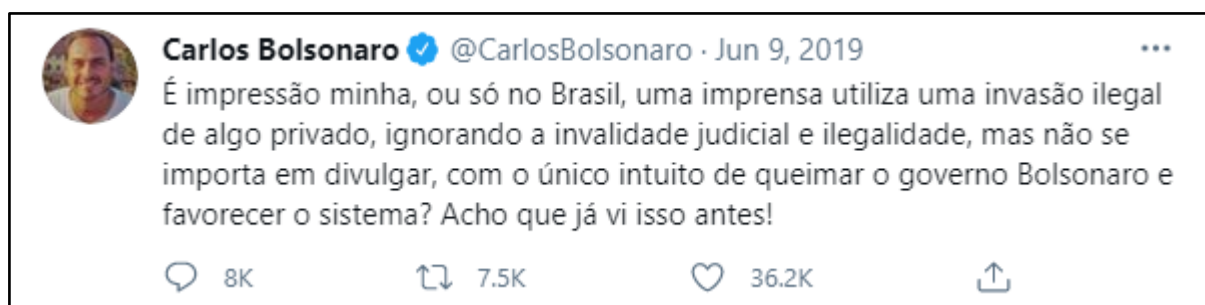 Carlos Bolsonaro @CarlosBolsonaro · Jun 9, 2019
É impressão minha, ou só no Brasil, uma imprensa utiliza uma invasão ilegal
de algo privado, ignorando a invalidade judicial e ilegalidade, mas não se
importa em divulgar, com o único intuito de queimar o governo Bolsonaro e
favorecer o sistema? Acho que já vi isso antes!
8K 7.5K 36.2K